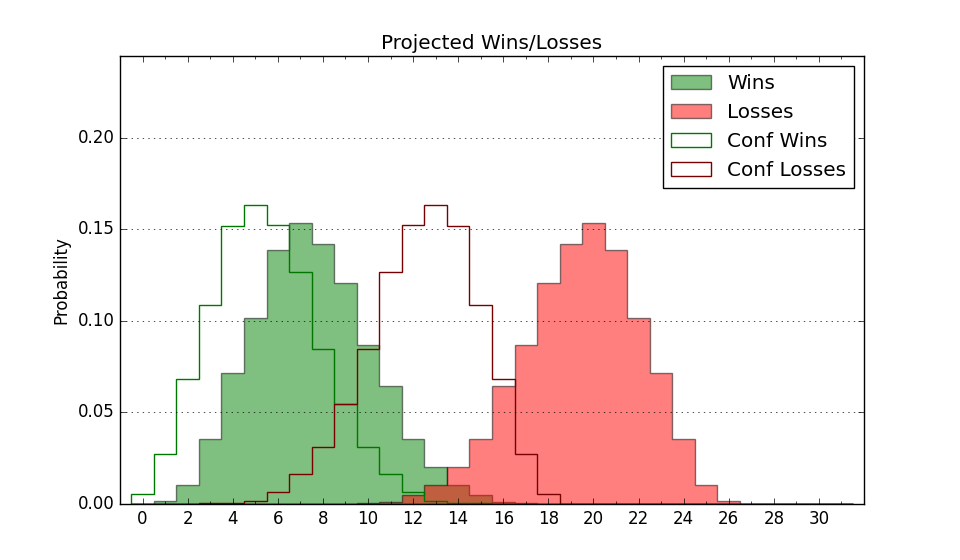 Projected Wins/Losses
Wins
Losses
Conf Wins
Conf Losses
Probability
0.20
0.15
0.10
0.05
0.00
0 2 4 6 8 10 12 14 16 18 20 22 24 26 28 30